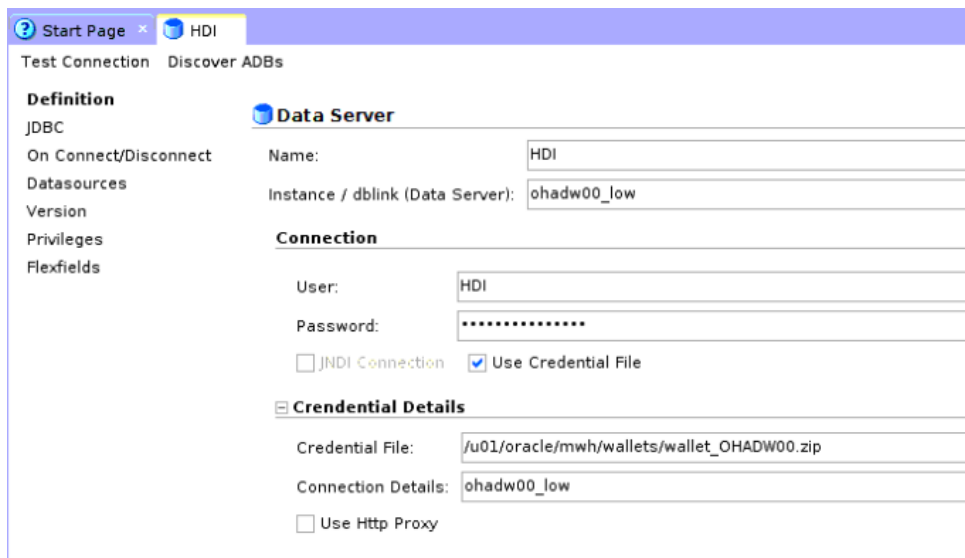 Start Page × HDI
Test Connection Discover ADBs
Definition
JDBC
On Connect/Disconnect
Datasources
Version
Privileges
Flexfields
Data Server
Name: HDI
Instance / dblink (Data Server): ohadw00_low
Connection
User: HDI
Password: •••••••••••••••
JNDI Connection Use Credential File
Crendential Details
Credential File: /u01/oracle/mwh/wallets/wallet_OHADW00.zip
Connection Details: ohadw00_low
Use Http Proxy